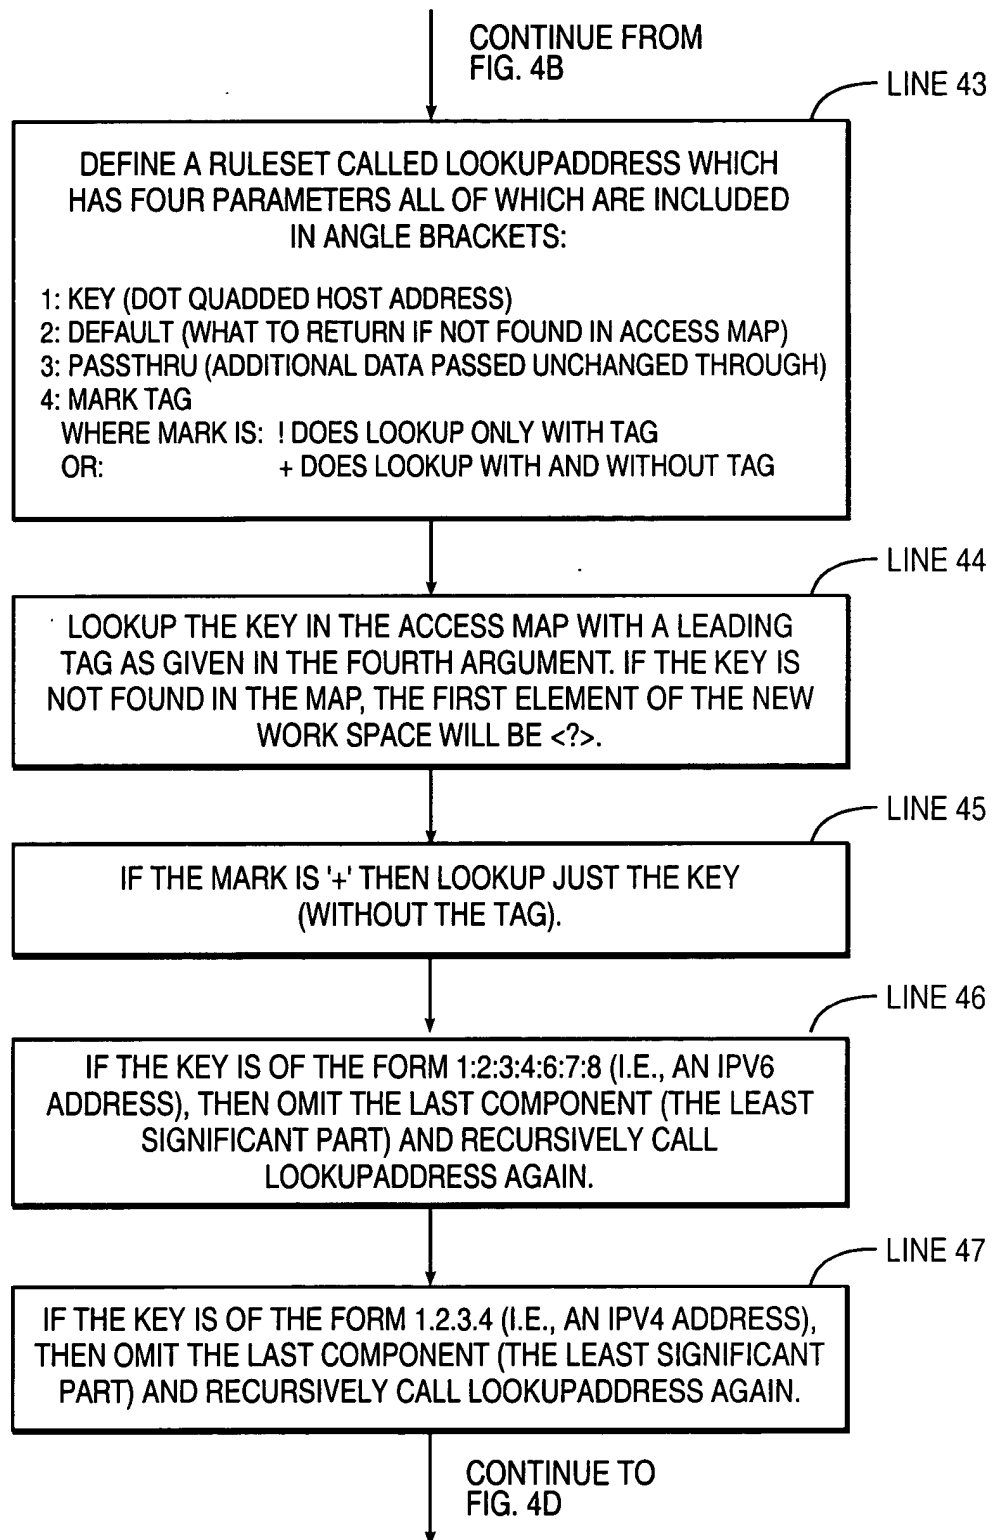 CONTINUE FROM
FIG. 4B
LINE 43
DEFINE A RULESET CALLED LOOKUPADDRESS WHICH
HAS FOUR PARAMETERS ALL OF WHICH ARE INCLUDED
IN ANGLE BRACKETS:
1: KEY (DOT QUADDED HOST ADDRESS)
2: DEFAULT (WHAT TO RETURN IF NOT FOUND IN ACCESS MAP)
3: PASSTHRU (ADDITIONAL DATA PASSED UNCHANGED THROUGH)
4: MARK TAG
WHERE MARK IS: ! DOES LOOKUP ONLY WITH TAG
OR: + DOES LOOKUP WITH AND WITHOUT TAG
LINE 44
LOOKUP THE KEY IN THE ACCESS MAP WITH A LEADING
TAG AS GIVEN IN THE FOURTH ARGUMENT. IF THE KEY IS
NOT FOUND IN THE MAP, THE FIRST ELEMENT OF THE NEW
WORK SPACE WILL BE <?>.
LINE 45
IF THE MARK IS '+' THEN LOOKUP JUST THE KEY
(WITHOUT THE TAG).
LINE 46
IF THE KEY IS OF THE FORM 1:2:3:4:6:7:8 (I.E., AN IPV6
ADDRESS), THEN OMIT THE LAST COMPONENT (THE LEAST
SIGNIFICANT PART) AND RECURSIVELY CALL
LOOKUPADDRESS AGAIN.
LINE 47
IF THE KEY IS OF THE FORM 1.2.3.4 (I.E., AN IPV4 ADDRESS),
THEN OMIT THE LAST COMPONENT (THE LEAST SIGNIFICANT
PART) AND RECURSIVELY CALL LOOKUPADDRESS AGAIN.
CONTINUE TO
FIG. 4D